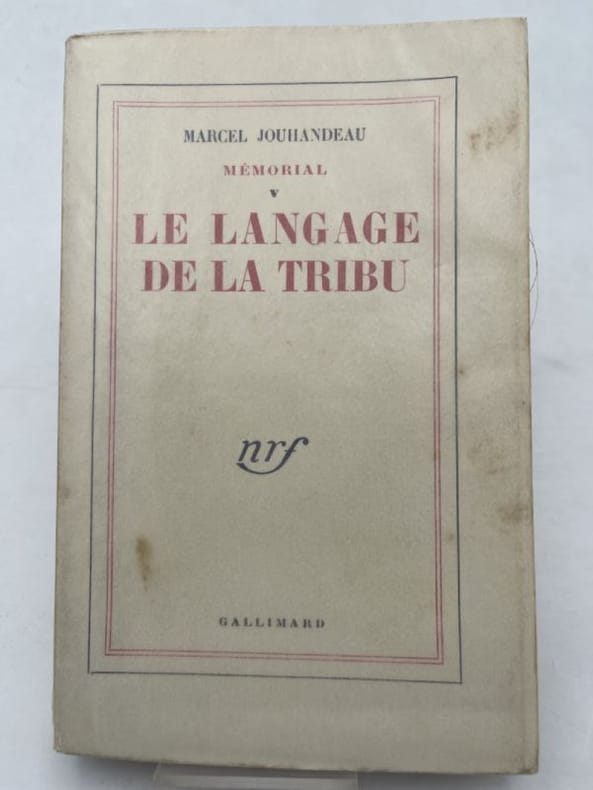 MARCEL JOUHANDEAU
MÉMORIAL
V
LE LANGAGE
DE LA TRIBU
nrf
GALLIMARD